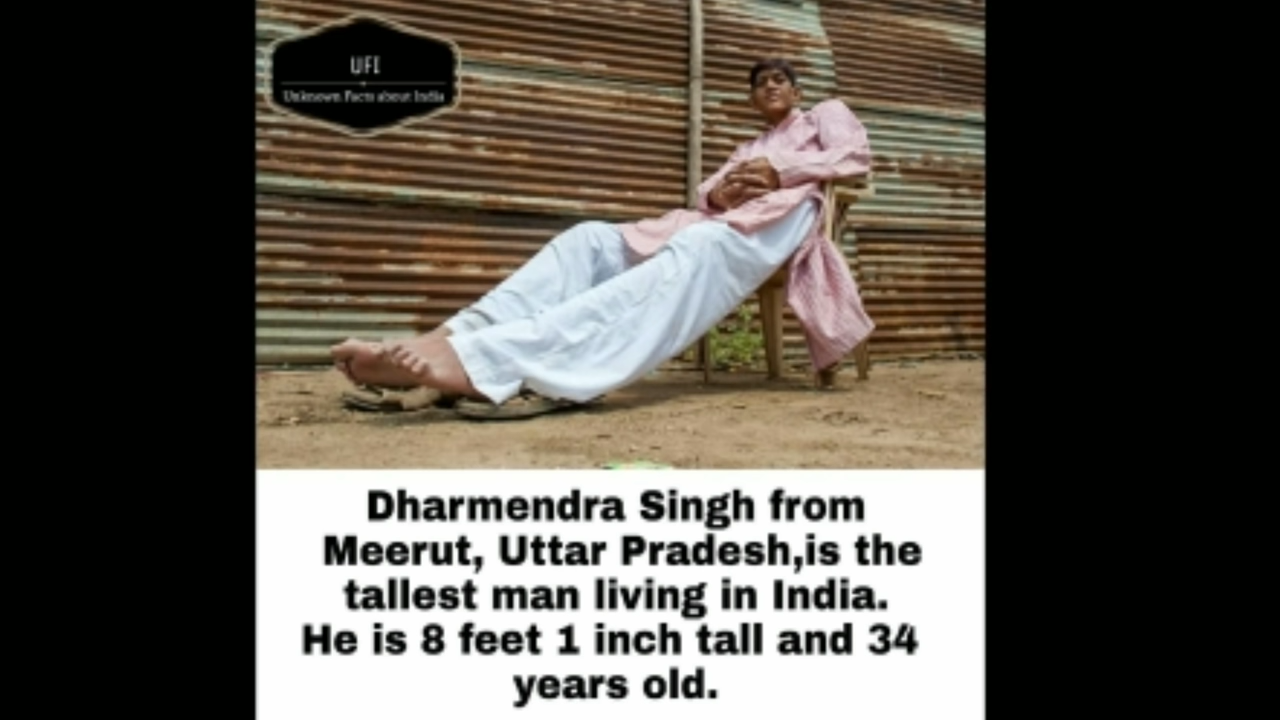 UFI
Unknown Facts about India
Dharmendra Singh from
Meerut, Uttar Pradesh,is the
tallest man living in India.
He is 8 feet 1 inch tall and 34
years old.